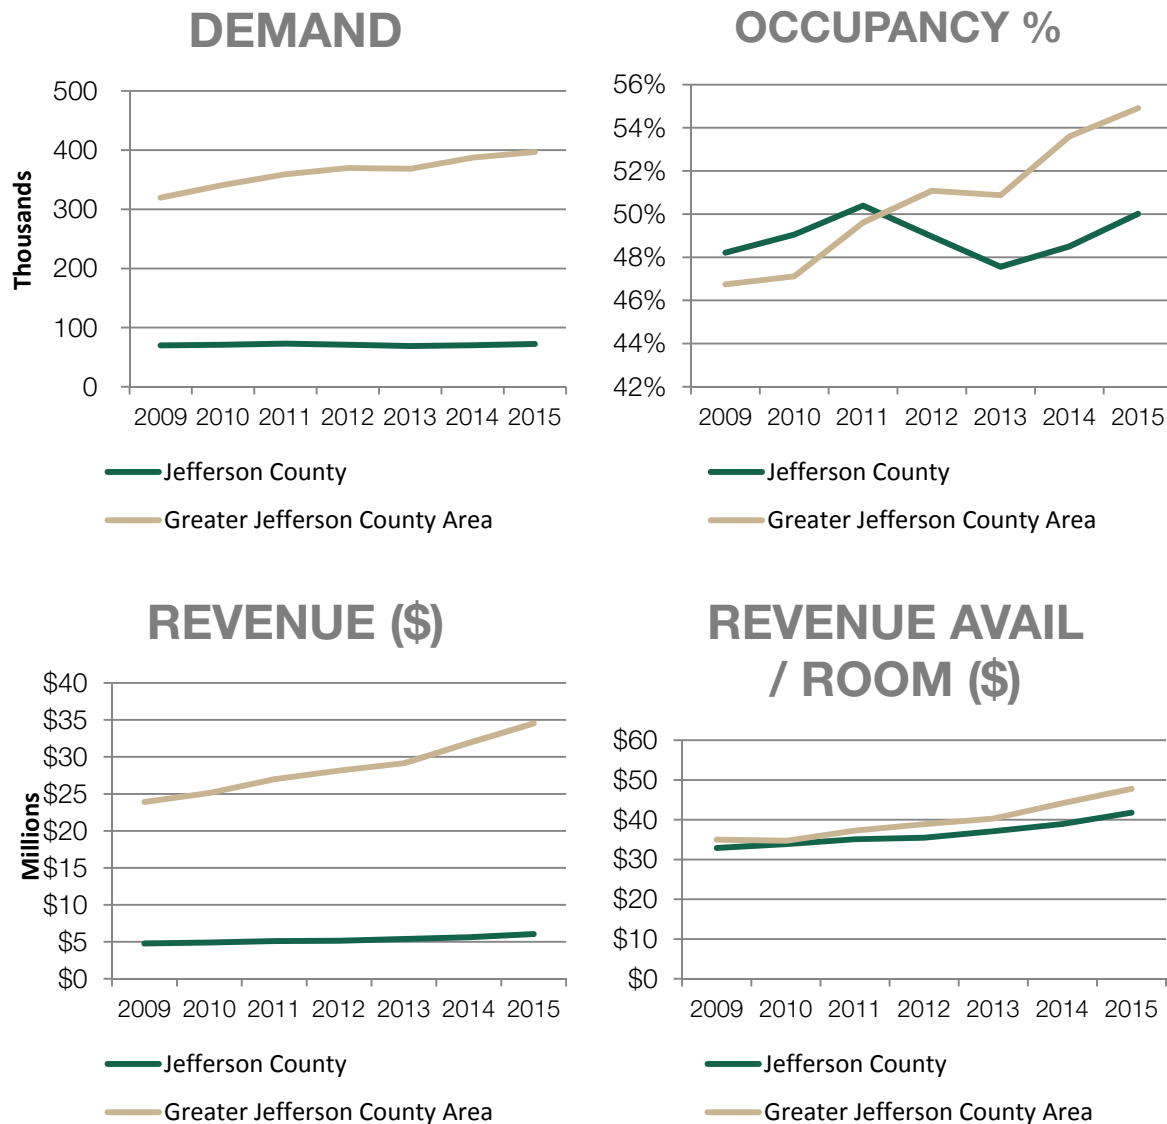 DEMAND
500
400
300
200
100
0
Thousands
2009 2010 2011 2012 2013 2014 2015
Jefferson County
Greater Jefferson County Area
OCCUPANCY %
56%
54%
52%
50%
48%
46%
44%
42%
2009 2010 2011 2012 2013 2014 2015
Jefferson County
Greater Jefferson County Area
REVENUE ($)
$40
$35
$30
$25
$20
$15
$10
$5
$0
Millions
2009 2010 2011 2012 2013 2014 2015
Jefferson County
Greater Jefferson County Area
REVENUE AVAIL
/ ROOM ($)
$60
$50
$40
$30
$20
$10
$0
2009 2010 2011 2012 2013 2014 2015
Jefferson County
Greater Jefferson County Area